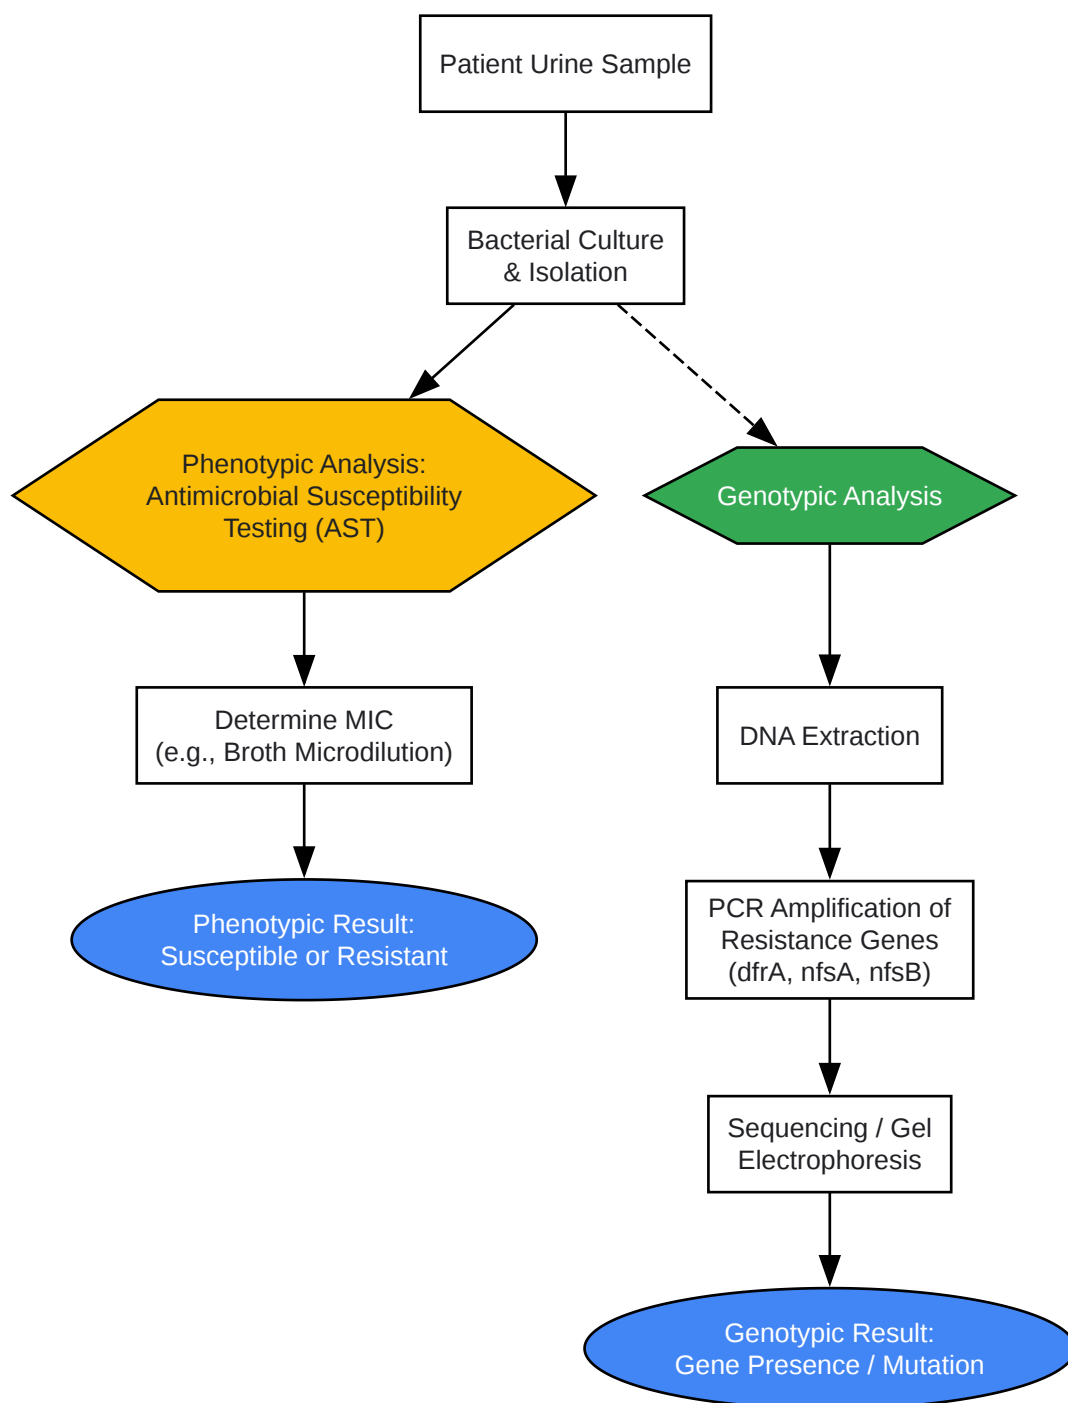 Patient Urine Sample
Bacterial Culture
& Isolation
Phenotypic Analysis:
Antimicrobial Susceptibility
Testing (AST)
Genotypic Analysis
Determine MIC
(e.g., Broth Microdilution)
DNA Extraction
Phenotypic Result:
Susceptible or Resistant
PCR Amplification of
Resistance Genes
(dfrA, nfsA, nfsB)
Sequencing / Gel
Electrophoresis
Genotypic Result:
Gene Presence / Mutation